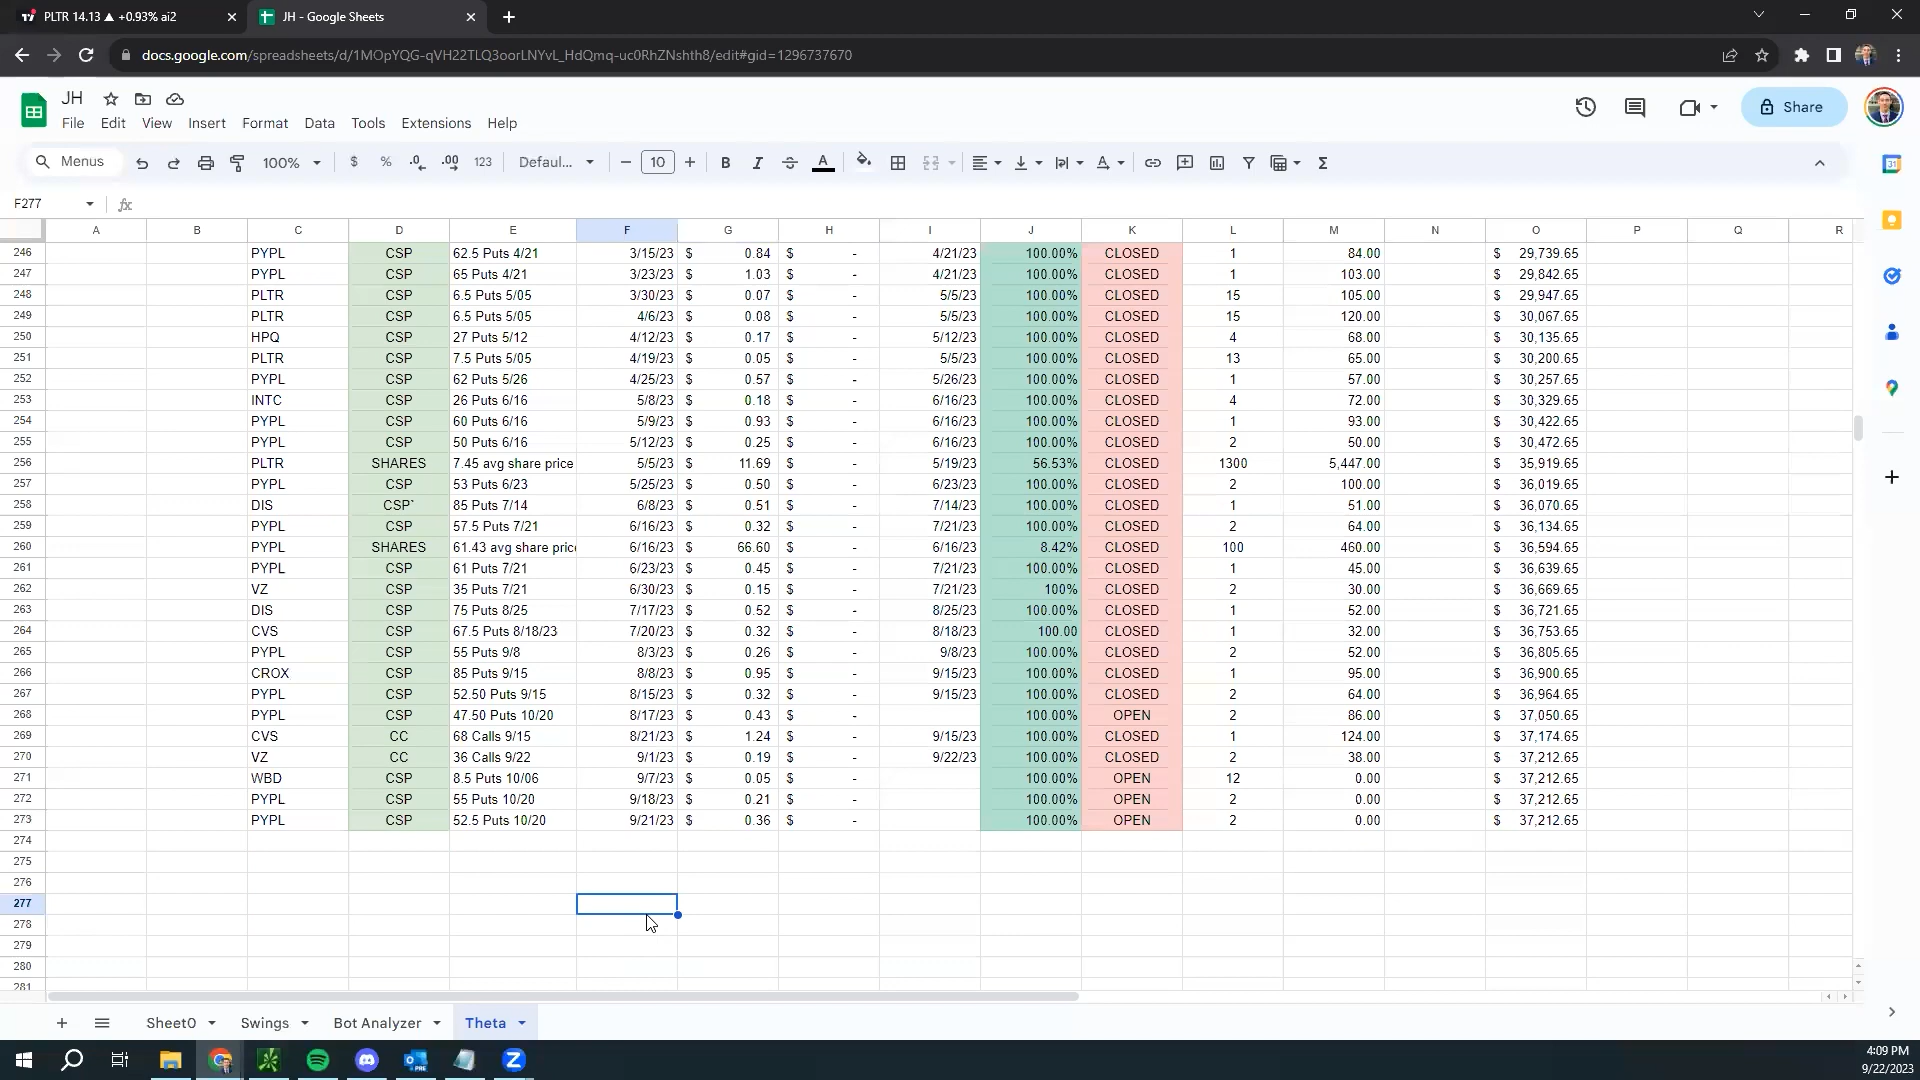 PLTR 14.13 ▲ +0.93% ai2
JH - Google Sheets
docs.google.com/spreadsheets/d/1MOpYQG-qVH22TLQ3oorLNYvL_HdQmq-uc0RhZNshth8/edit#gid=1296737670
JH
File Edit View Insert Format Data Tools Extensions Help
Share
Menus 100% $ % .0 .00 123 Defaul... 10 B I A
F277 fx
A B C D E F G H I J K L M N O P Q R
246 PYPL CSP 62.5 Puts 4/21 3/15/23 $ 0.84 $ - 4/21/23 100.00% CLOSED 1 84.00 $ 29,739.65
247 PYPL CSP 65 Puts 4/21 3/23/23 $ 1.03 $ - 4/21/23 100.00% CLOSED 1 103.00 $ 29,842.65
248 PLTR CSP 6.5 Puts 5/05 3/30/23 $ 0.07 $ - 5/5/23 100.00% CLOSED 15 105.00 $ 29,947.65
249 PLTR CSP 6.5 Puts 5/05 4/6/23 $ 0.08 $ - 5/5/23 100.00% CLOSED 15 120.00 $ 30,067.65
250 HPQ CSP 27 Puts 5/12 4/12/23 $ 0.17 $ - 5/12/23 100.00% CLOSED 4 68.00 $ 30,135.65
251 PLTR CSP 7.5 Puts 5/05 4/19/23 $ 0.05 $ - 5/5/23 100.00% CLOSED 13 65.00 $ 30,200.65
252 PYPL CSP 62 Puts 5/26 4/25/23 $ 0.57 $ - 5/26/23 100.00% CLOSED 1 57.00 $ 30,257.65
253 INTC CSP 26 Puts 6/16 5/8/23 $ 0.18 $ - 6/16/23 100.00% CLOSED 4 72.00 $ 30,329.65
254 PYPL CSP 60 Puts 6/16 5/9/23 $ 0.93 $ - 6/16/23 100.00% CLOSED 1 93.00 $ 30,422.65
255 PYPL CSP 50 Puts 6/16 5/12/23 $ 0.25 $ - 6/16/23 100.00% CLOSED 2 50.00 $ 30,472.65
256 PLTR SHARES 7.45 avg share price 5/5/23 $ 11.69 $ - 5/19/23 56.53% CLOSED 1300 5,447.00 $ 35,919.65
257 PYPL CSP 53 Puts 6/23 5/25/23 $ 0.50 $ - 6/23/23 100.00% CLOSED 2 100.00 $ 36,019.65
258 DIS CSP` 85 Puts 7/14 6/8/23 $ 0.51 $ - 7/14/23 100.00% CLOSED 1 51.00 $ 36,070.65
259 PYPL CSP 57.5 Puts 7/21 6/16/23 $ 0.32 $ - 7/21/23 100.00% CLOSED 2 64.00 $ 36,134.65
260 PYPL SHARES 61.43 avg share price 6/16/23 $ 66.60 $ - 6/16/23 8.42% CLOSED 100 460.00 $ 36,594.65
261 PYPL CSP 61 Puts 7/21 6/23/23 $ 0.45 $ - 7/21/23 100.00% CLOSED 1 45.00 $ 36,639.65
262 VZ CSP 35 Puts 7/21 6/30/23 $ 0.15 $ - 7/21/23 100% CLOSED 2 30.00 $ 36,669.65
263 DIS CSP 75 Puts 8/25 7/17/23 $ 0.52 $ - 8/25/23 100.00% CLOSED 1 52.00 $ 36,721.65
264 CVS CSP 67.5 Puts 8/18/23 7/20/23 $ 0.32 $ - 8/18/23 100.00 CLOSED 1 32.00 $ 36,753.65
265 PYPL CSP 55 Puts 9/8 8/3/23 $ 0.26 $ - 9/8/23 100.00% CLOSED 2 52.00 $ 36,805.65
266 CROX CSP 85 Puts 9/15 8/8/23 $ 0.95 $ - 9/15/23 100.00% CLOSED 1 95.00 $ 36,900.65
267 PYPL CSP 52.50 Puts 9/15 8/15/23 $ 0.32 $ - 9/15/23 100.00% CLOSED 2 64.00 $ 36,964.65
268 PYPL CSP 47.50 Puts 10/20 8/17/23 $ 0.43 $ - 100.00% OPEN 2 86.00 $ 37,050.65
269 CVS CC 68 Calls 9/15 8/21/23 $ 1.24 $ - 9/15/23 100.00% CLOSED 1 124.00 $ 37,174.65
270 VZ CC 36 Calls 9/22 9/1/23 $ 0.19 $ - 9/22/23 100.00% CLOSED 2 38.00 $ 37,212.65
271 WBD CSP 8.5 Puts 10/06 9/7/23 $ 0.05 $ - 100.00% OPEN 12 0.00 $ 37,212.65
272 PYPL CSP 55 Puts 10/20 9/18/23 $ 0.21 $ - 100.00% OPEN 2 0.00 $ 37,212.65
273 PYPL CSP 52.5 Puts 10/20 9/21/23 $ 0.36 $ - 100.00% OPEN 2 0.00 $ 37,212.65
274
275
276
277
278
279
280
281
Sheet0 Swings Bot Analyzer Theta
4:09 PM
9/22/2023